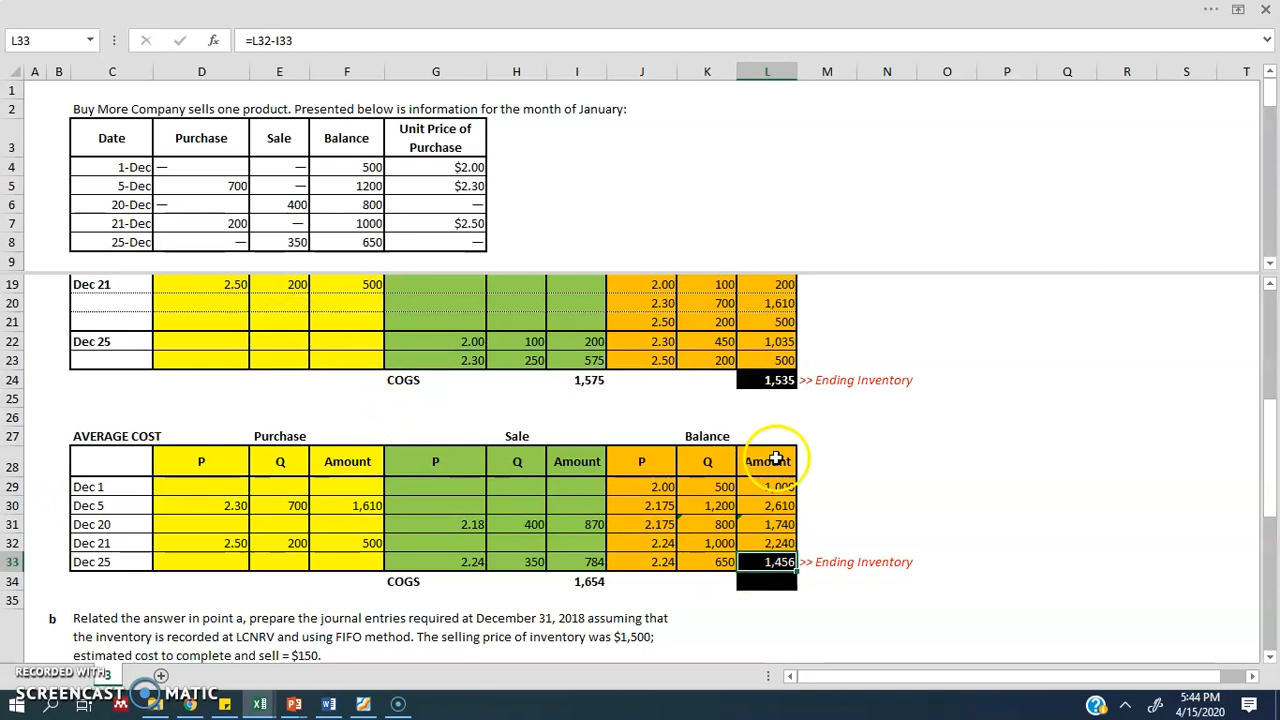 L33 =L32-I33
A B C D E F G H I J K L M N O P Q R S T
1
2 Buy More Company sells one product. Presented below is information for the month of January:
3 Date Purchase Sale Balance Unit Price of Purchase
4 1-Dec — — 500 $2.00
5 5-Dec 700 — 1200 $2.30
6 20-Dec — 400 800 —
7 21-Dec 200 — 1000 $2.50
8 25-Dec — 350 650 —
9
19 Dec 21 2.50 200 500 2.00 100 200
20 2.30 700 1,610
21 2.50 200 500
22 Dec 25 2.00 100 200 2.30 450 1,035
23 2.30 250 575 2.50 200 500
24 COGS 1,575 1,535 >> Ending Inventory
25
26
27 AVERAGE COST Purchase Sale Balance
28 P Q Amount P Q Amount P Q Amount
29 Dec 1 2.00 500 1,000
30 Dec 5 2.30 700 1,610 2.175 1,200 2,610
31 Dec 20 2.18 400 870 2.175 800 1,740
32 Dec 21 2.50 200 500 2.24 1,000 2,240
33 Dec 25 2.24 350 784 2.24 650 1,456 >> Ending Inventory
34 COGS 1,654
35
b Related the answer in point a, prepare the journal entries required at December 31, 2018 assuming that
the inventory is recorded at LCNRV and using FIFO method. The selling price of inventory was $1,500;
estimated cost to complete and sell = $150.
RECORDED WITH
3
SCREENCAST MATIC
5:44 PM
4/15/2020